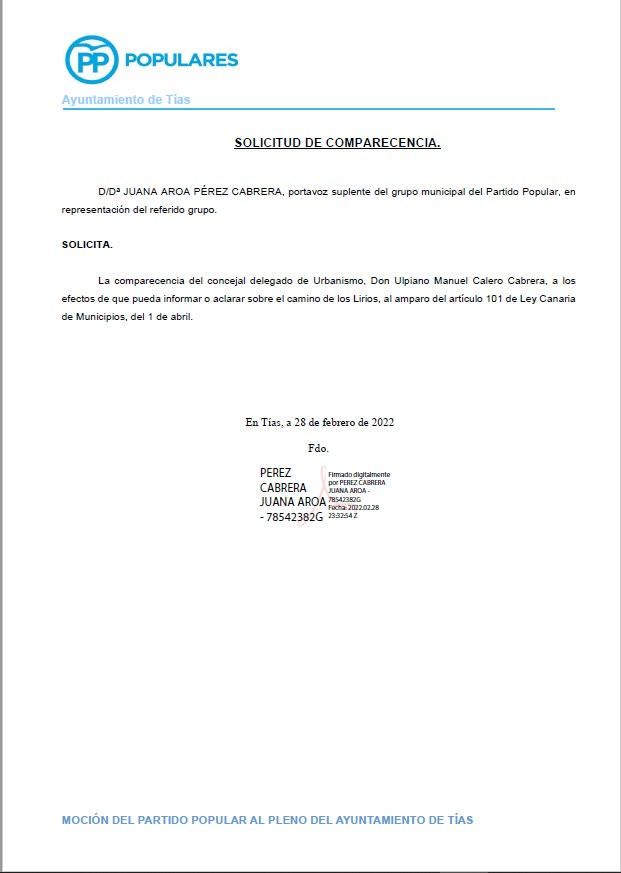 PP POPULARES
Ayuntamiento de Tías
SOLICITUD DE COMPARECENCIA.
D/Dª JUANA AROA PÉREZ CABRERA, portavoz suplente del grupo municipal del Partido Popular, en
representación del referido grupo.
SOLICITA.
La comparecencia del concejal delegado de Urbanismo, Don Ulpiano Manuel Calero Cabrera, a los
efectos de que pueda informar o aclarar sobre el camino de los Lirios, al amparo del artículo 101 de Ley Canaria
de Municipios, del 1 de abril.
En Tías, a 28 de febrero de 2022
Fdo.
PEREZ
CABRERA
JUANA AROA
- 78542382G
Firmado digitalmente
por PEREZ CABRERA
JUANA AROA -
78542382G
Fecha: 2022.02.28
23:32:54 Z
MOCIÓN DEL PARTIDO POPULAR AL PLENO DEL AYUNTAMIENTO DE TÍAS